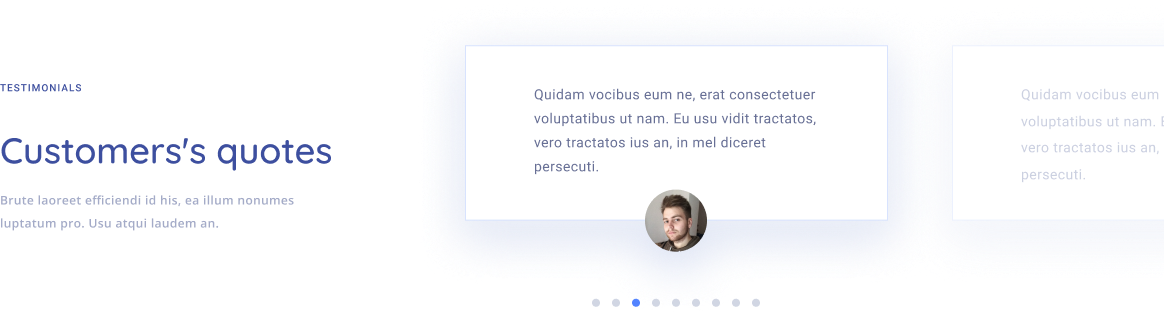 TESTIMONIALS
Customers's quotes
Brute laoreet efficiendi id his, ea illum nonumes
luptatum pro. Usu atqui laudem an.
Quidam vocibus eum ne, erat consectetuer
voluptatibus ut nam. Eu usu vidit tractatos,
vero tractatos ius an, in mel diceret
persecuti.
Quidam vocibus eum
voluptatibus ut nam.
vero tractatos ius an,
persecuti.